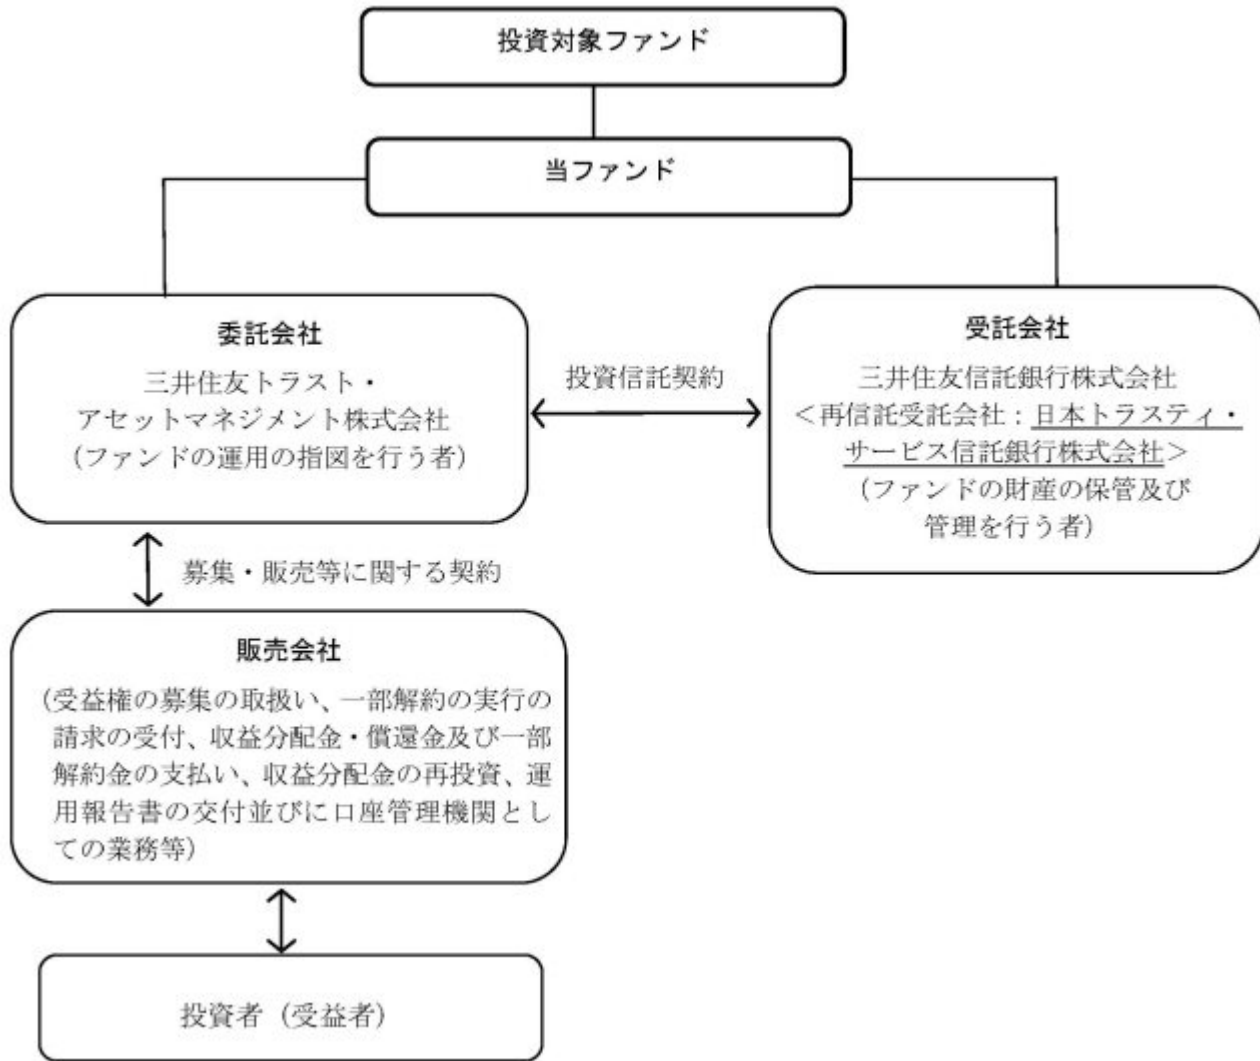 投資対象ファンド
当ファンド
委託会社
三井住友トラスト・
アセットマネジメント株式会社
（ファンドの運用の指図を行う者）
投資信託契約
受託会社
三井住友信託銀行株式会社
＜再信託受託会社：日本トラスティ・
サービス信託銀行株式会社＞
（ファンドの財産の保管及び
管理を行う者）
募集・販売等に関する契約
販売会社
（受益権の募集の取扱い、一部解約の実行の
請求の受付、収益分配金・償還金及び一部
解約金の支払い、収益分配金の再投資、運
用報告書の交付並びに口座管理機関とし
ての業務等）
投資者（受益者）